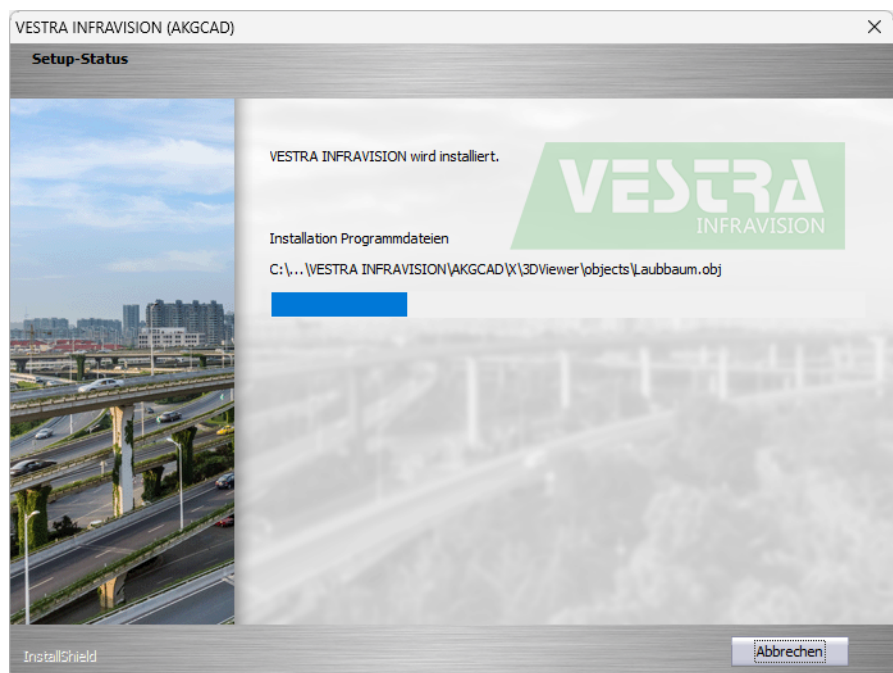 VESTRA INFRAVISION (AKGCAD)
Setup-Status
VESTRA INFRAVISION wird installiert.
VESTRA
INFRAVISION
Installation Programmdateien
C:\...\VESTRA INFRAVISION\AKGCAD\X\3DViewer\objects\Laubbaum.obj
InstallShield
Abbrechen